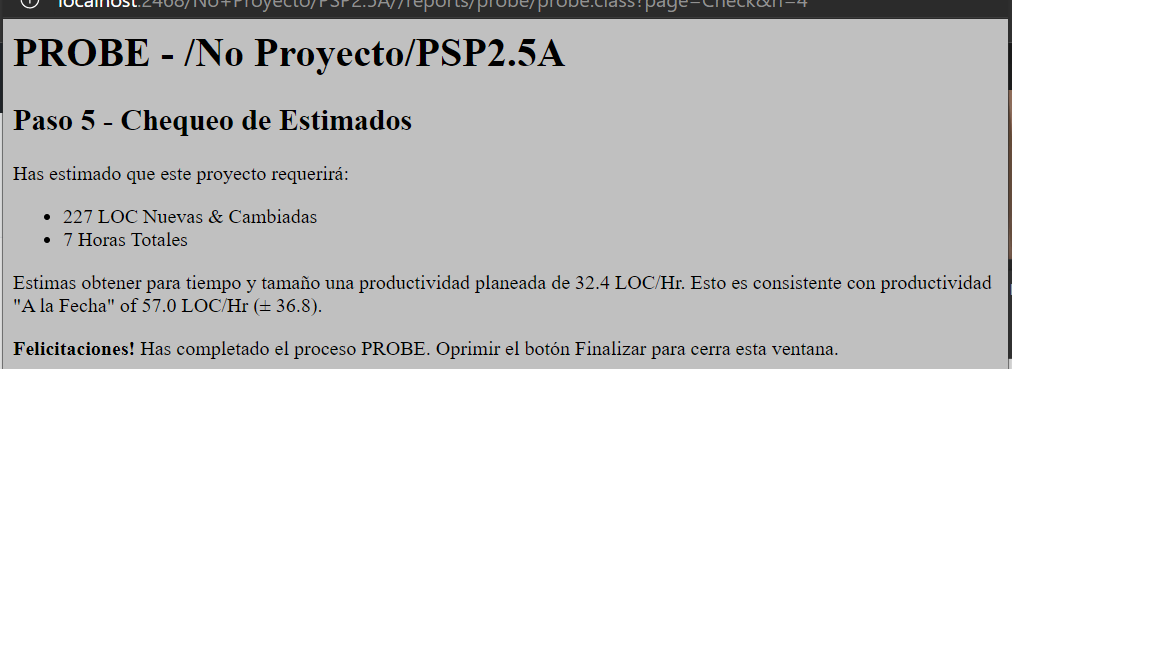 localhost:2468/No+Proyecto/PSP2.5A//reports/probe/probe.class?page=Check&n=4
PROBE - /No Proyecto/PSP2.5A
Paso 5 - Chequeo de Estimados
Has estimado que este proyecto requerirá:
• 227 LOC Nuevas & Cambiadas
• 7 Horas Totales
Estimas obtener para tiempo y tamaño una productividad planeada de 32.4 LOC/Hr. Esto es consistente con productividad
"A la Fecha" of 57.0 LOC/Hr (± 36.8).
Felicitaciones! Has completado el proceso PROBE. Oprimir el botón Finalizar para cerra esta ventana.